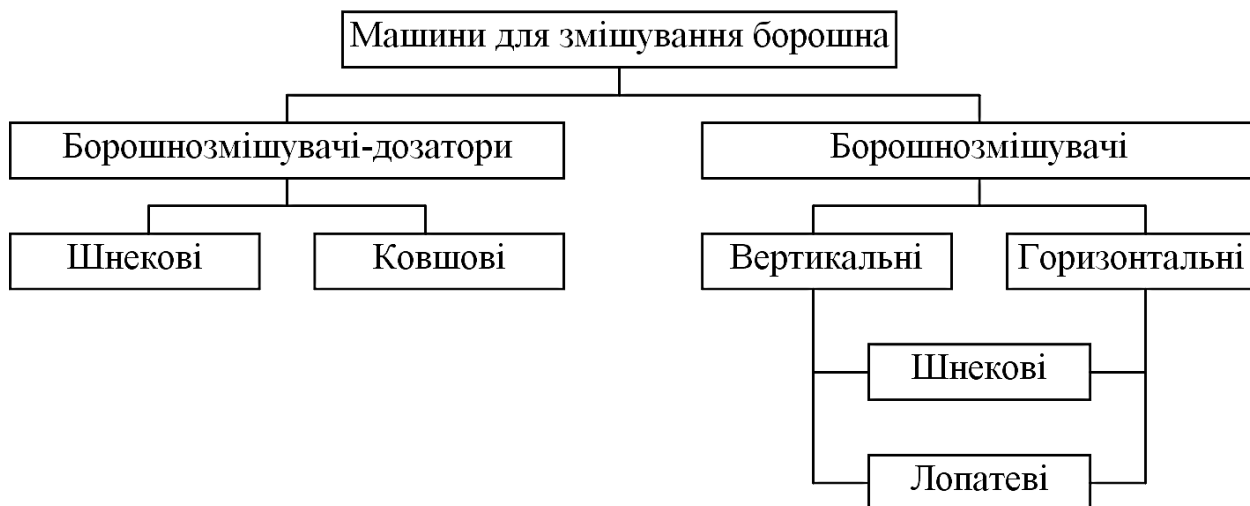 Машини для змішування борошна
Борошнозмішувачі-дозатори
Борошнозмішувачі
Шнекові
Ковшові
Вертикальні
Горизонтальні
Шнекові
Лопатеві